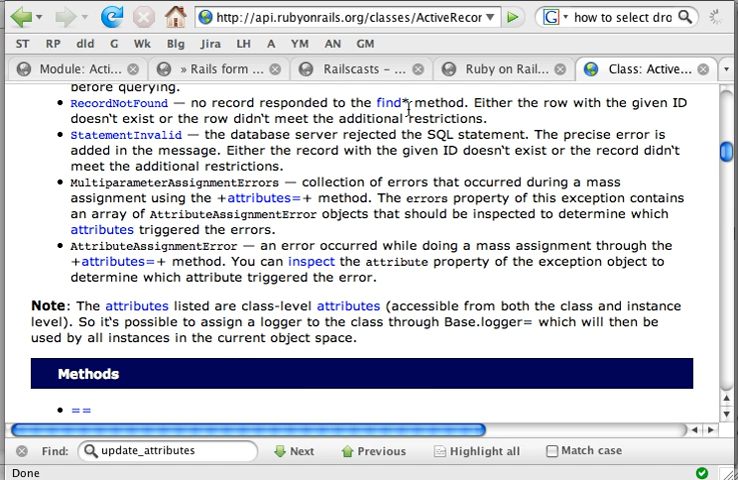 http://api.rubyonrails.org/classes/ActiveRecor
how to select dro
ST RP dld G Wk Blg Jira LH A YM AN GM
Module: Acti... » Rails form ... Railscasts – ... Ruby on Rail... Class: Active...
before querying.
RecordNotFound — no record responded to the find* method. Either the row with the given ID
doesn't exist or the row didn't meet the additional restrictions.
StatementInvalid — the database server rejected the SQL statement. The precise error is
added in the message. Either the record with the given ID doesn't exist or the record didn't
meet the additional restrictions.
MultiparameterAssignmentErrors — collection of errors that occurred during a mass
assignment using the +attributes=+ method. The errors property of this exception contains
an array of AttributeAssignmentError objects that should be inspected to determine which
attributes triggered the errors.
AttributeAssignmentError — an error occurred while doing a mass assignment through the
+attributes=+ method. You can inspect the attribute property of the exception object to
determine which attribute triggered the error.
Note: The attributes listed are class-level attributes (accessible from both the class and instance
level). So it's possible to assign a logger to the class through Base.logger= which will then be
used by all instances in the current object space.
Methods
==
Find: update_attributes Next Previous Highlight all Match case
Done